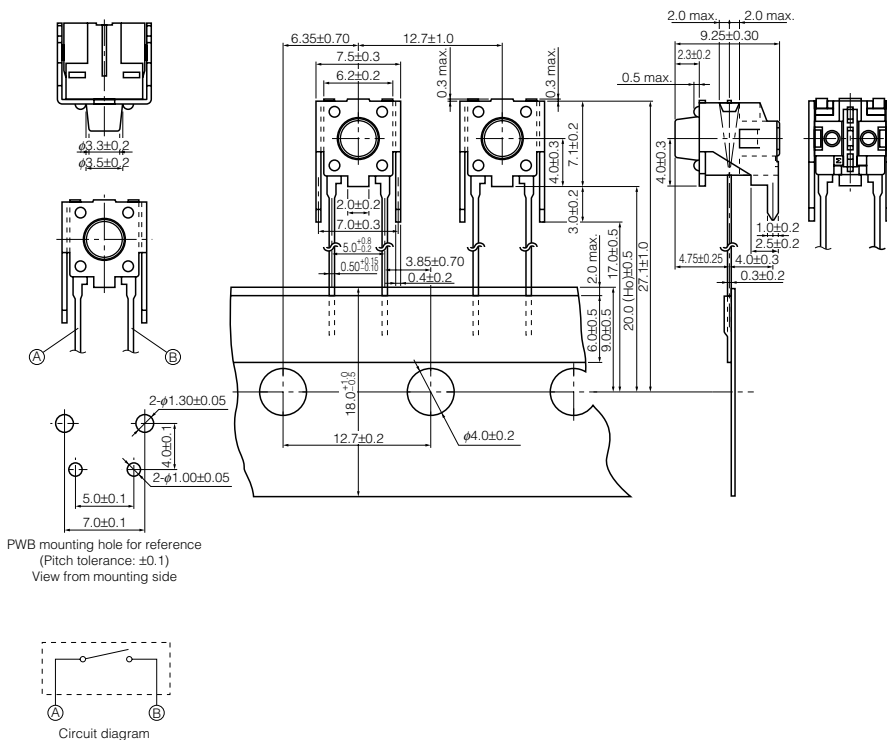 2.0 max.
2.0 max.
6.35±0.70
12.7±1.0
9.25±0.30
7.5±0.3
2.3±0.2
6.2±0.2
0.3 max.
0.3 max.
0.5 max.
φ3.3±0.2
φ3.5±0.2
4.0±0.3
7.1±0.2
4.0±0.3
M
2.0±0.2
7.0±0.3
3.0±0.2
1.0±0.2
2.5±0.2
5.0+0.8−0.2
0.50+0.15−0.10
3.85±0.70
0.4±0.2
2.0 max.
17.0±0.5
20.0 (Ho)±0.5
27.1±1.0
4.75±0.25
4.0±0.3
0.3±0.2
A
B
6.0±0.5
9.0±0.5
18.0+1.0−0.5
12.7±0.2
φ4.0±0.2
2-φ1.30±0.05
4.0±0.1
2-φ1.00±0.05
5.0±0.1
7.0±0.1
PWB mounting hole for reference
(Pitch tolerance: ±0.1)
View from mounting side
A
B
Circuit diagram